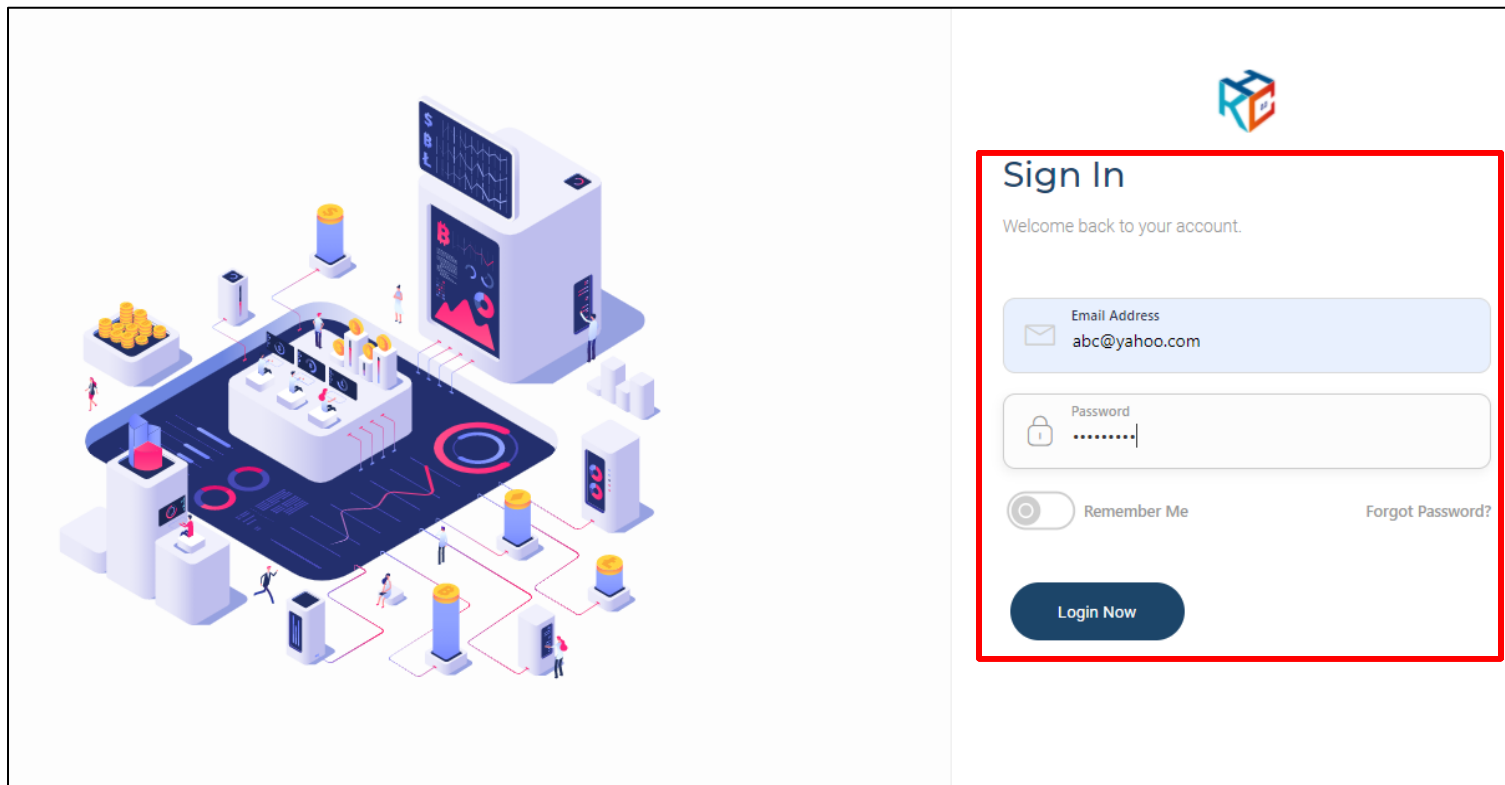 Sign In
Welcome back to your account.
Email Address
abc@yahoo.com
Password
•••••••••
Remember Me
Forgot Password?
Login Now